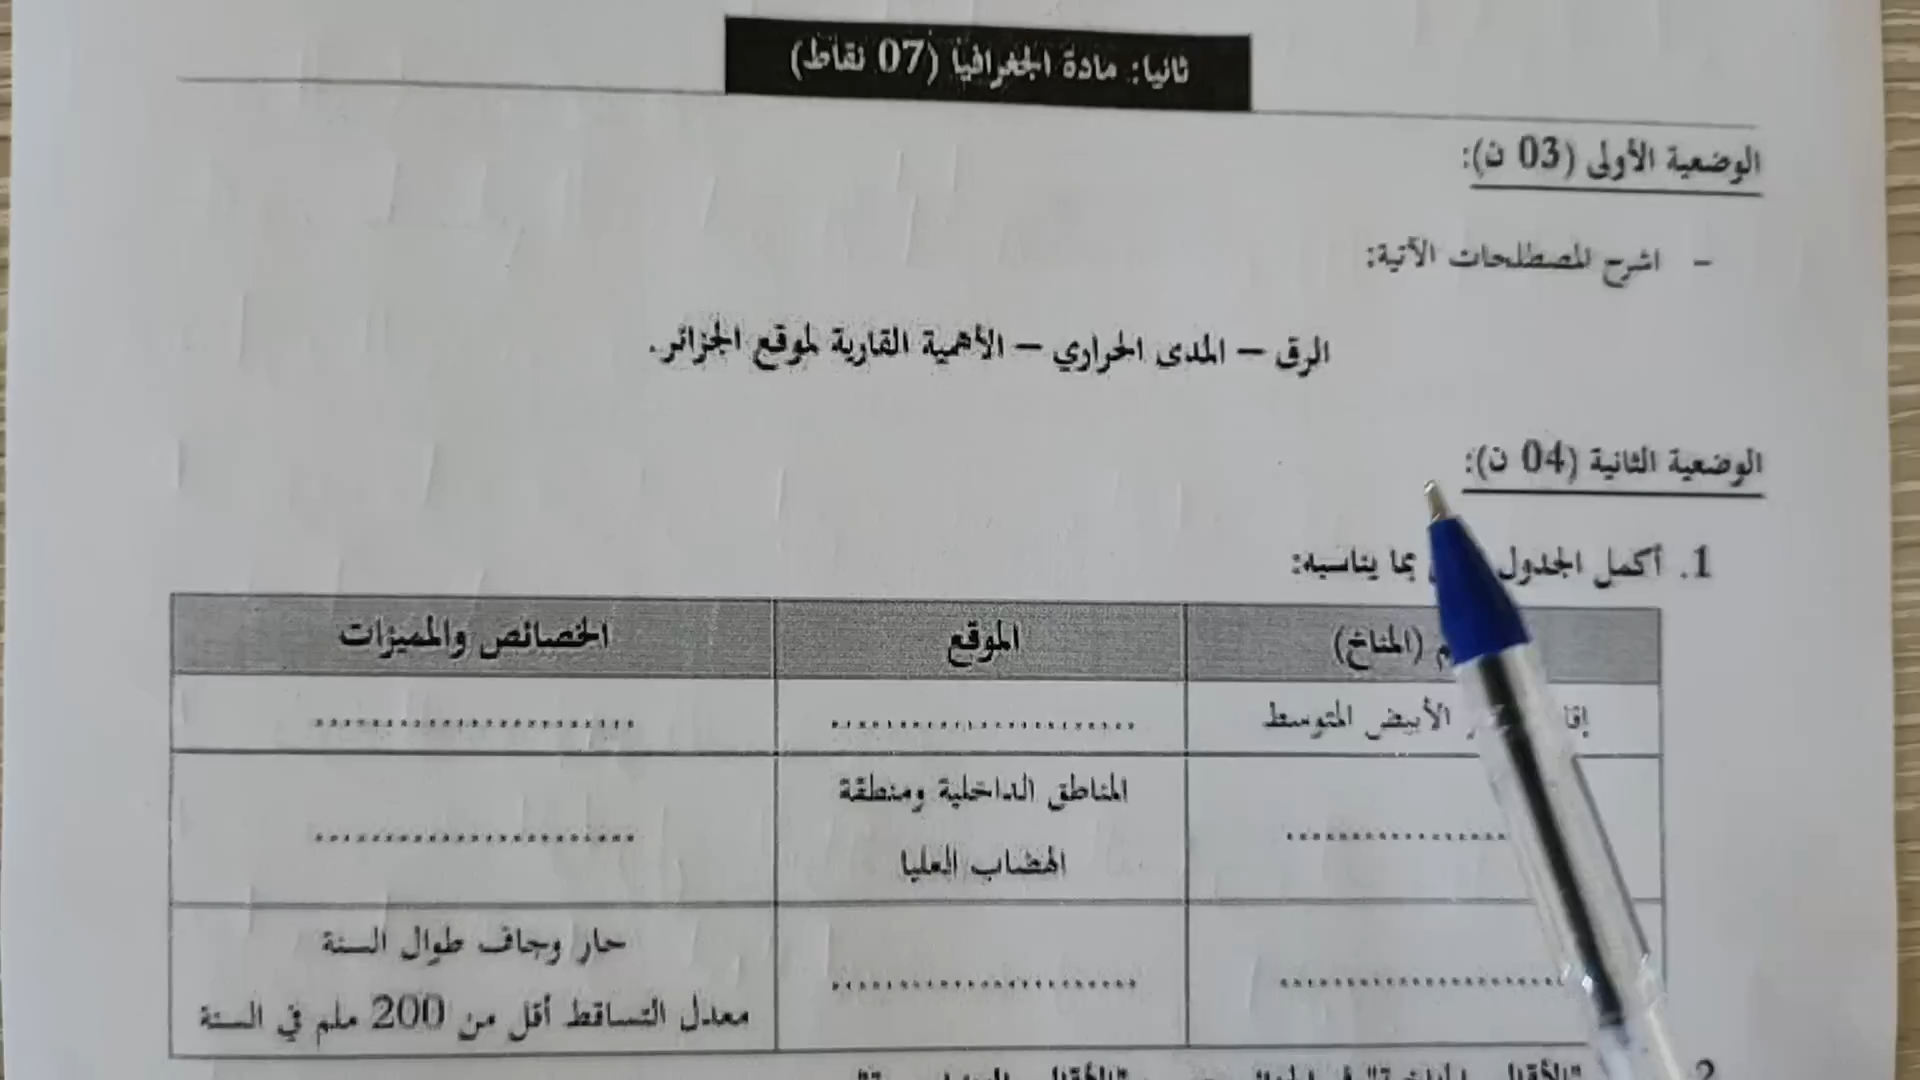 ثانيا: مادة الجغرافيا (07 نقاط)
الوضعية الأولى (03 ن):
- اشرح المصطلحات الآتية:
الرق – المدى الحراري – الأهمية القارية لموقع الجزائر.
الوضعية الثانية (04 ن):
1. أكمل الجدول بما يناسبه:
(المناخ) الموقع الخصائص والمميزات
الأبيض المتوسط ........................ ........................
المناطق الداخلية ومنطقة
........................ الهضاب العليا ........................
حار وجاف طوال السنة
........................ ........................
معدل التساقط أقل من 200 ملم في السنة
2.